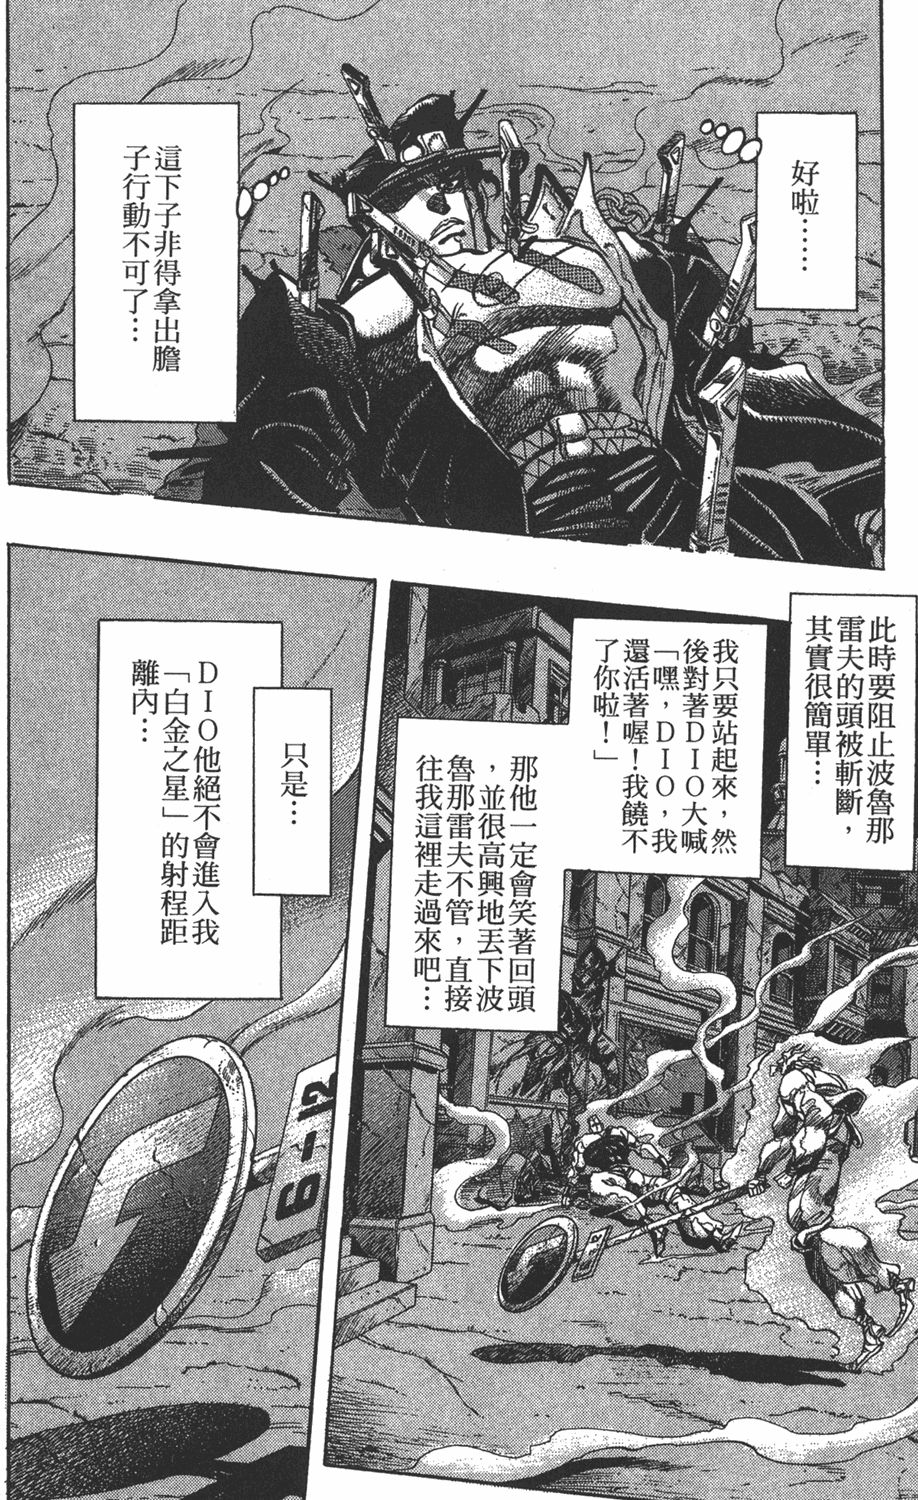 好啦……
這下子非得拿出膽
子行動不可了…
此時要阻止波魯那
雷夫的頭被斬斷，
其實很簡單…
我只要站起來，然
後對著DIO大喊
「嘿，DIO，我
還活著喔！我饒不
了你啦！」
那他一定會笑著回頭
，並很高興地丟下波
魯那雷夫不管，直接
往我這裡走過來吧…
只是…
DIO他絕不會進入我
「白金之星」的射程距
離內…
6-12